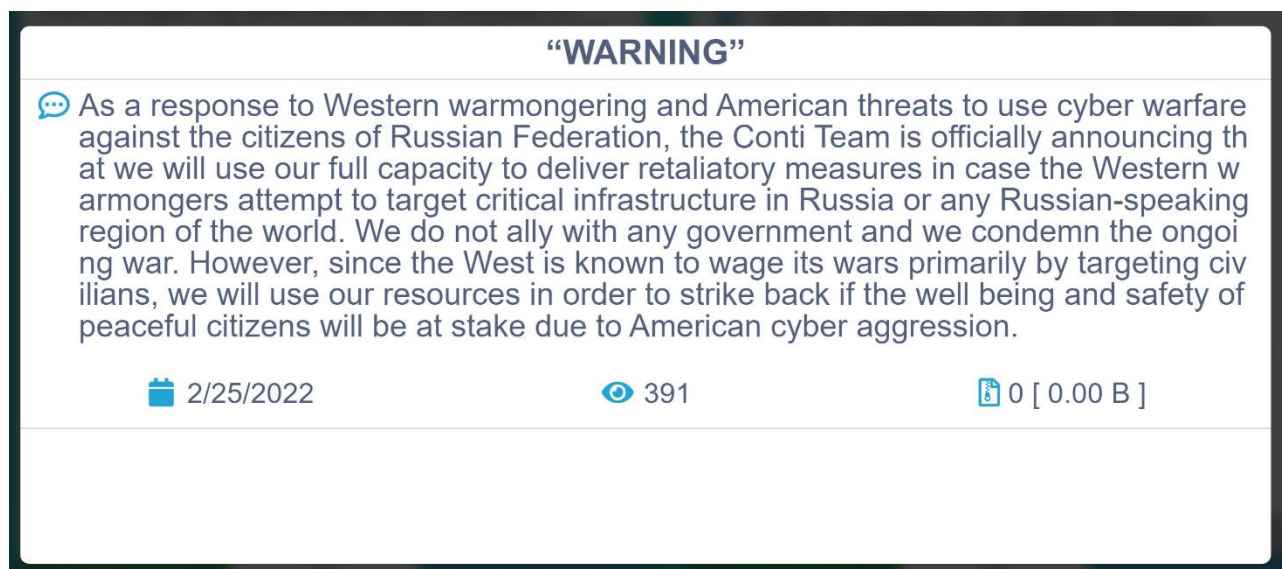 “WARNING”
As a response to Western warmongering and American threats to use cyber warfare
against the citizens of Russian Federation, the Conti Team is officially announcing th
at we will use our full capacity to deliver retaliatory measures in case the Western w
armongers attempt to target critical infrastructure in Russia or any Russian-speaking
region of the world. We do not ally with any government and we condemn the ongoi
ng war. However, since the West is known to wage its wars primarily by targeting civ
ilians, we will use our resources in order to strike back if the well being and safety of
peaceful citizens will be at stake due to American cyber aggression.
2/25/2022 391 0 [ 0.00 B ]